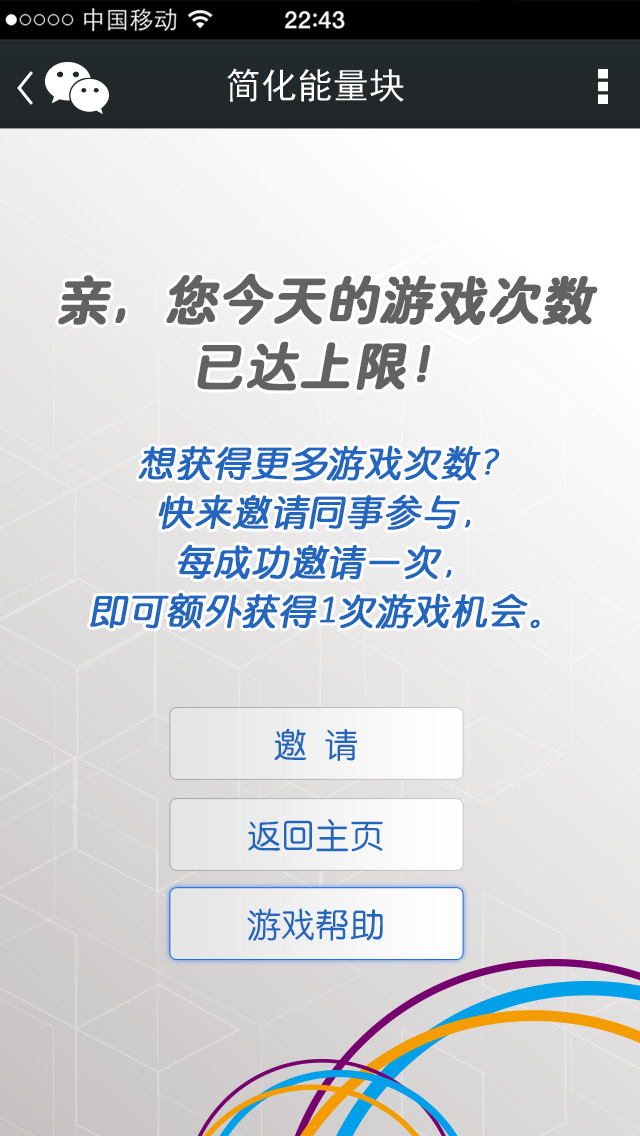 中国移动 22:43
简化能量块
亲，您今天的游戏次数
已达上限！
想获得更多游戏次数？
快来邀请同事参与，
每成功邀请一次，
即可额外获得1次游戏机会。
邀 请
返回主页
游戏帮助